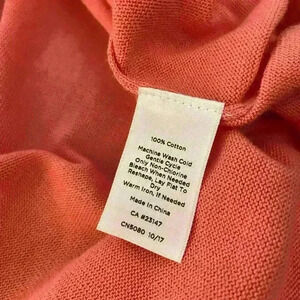 100% Cotton
Machine Wash Cold
Gentle Cycle
Only Non-Chlorine
Bleach When Needed
Reshape, Lay Flat To
Dry
Warm Iron, If Needed
Made In China
CA #23147
CN5080 10/17